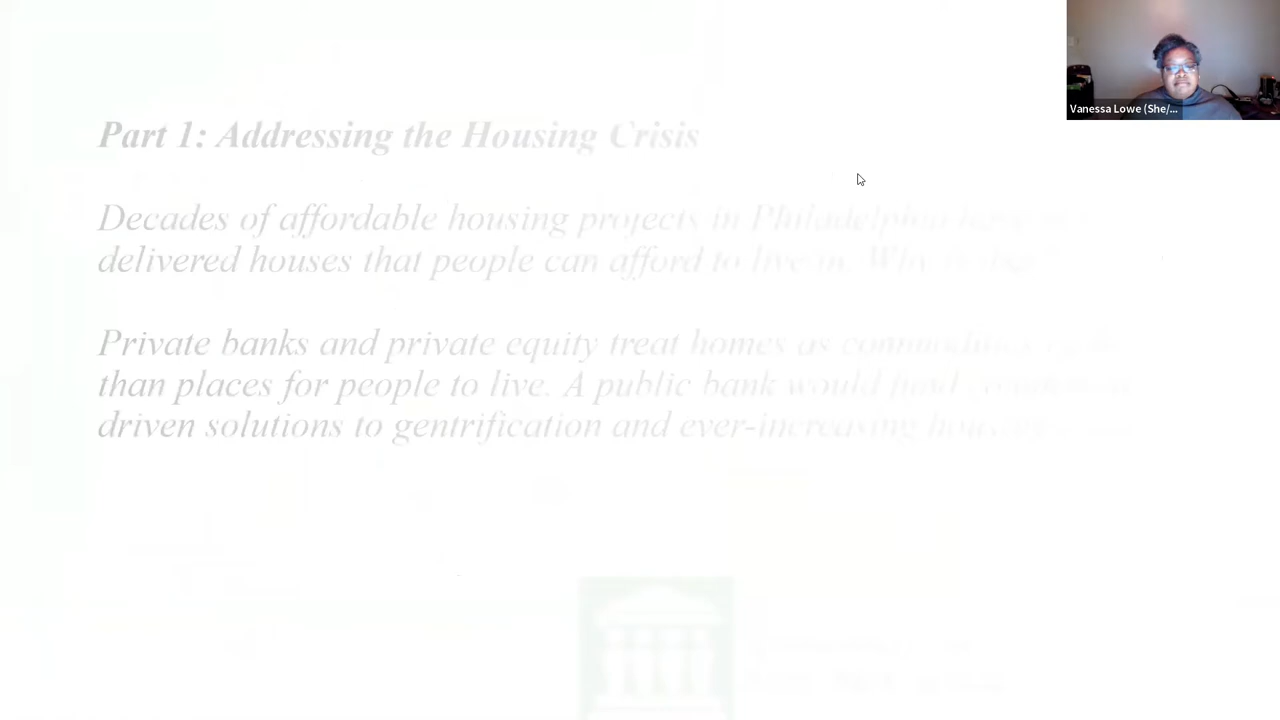 Vanessa Lowe (She/...
Part 1: Addressing the Housing Crisis
Decades of affordable housing projects in Philadelphia have
delivered houses that people can afford to live in. Why is that?
Private banks and private equity treat homes as commodities
than places for people to live. A public bank would fund
driven solutions to gentrification and ever-increasing housing